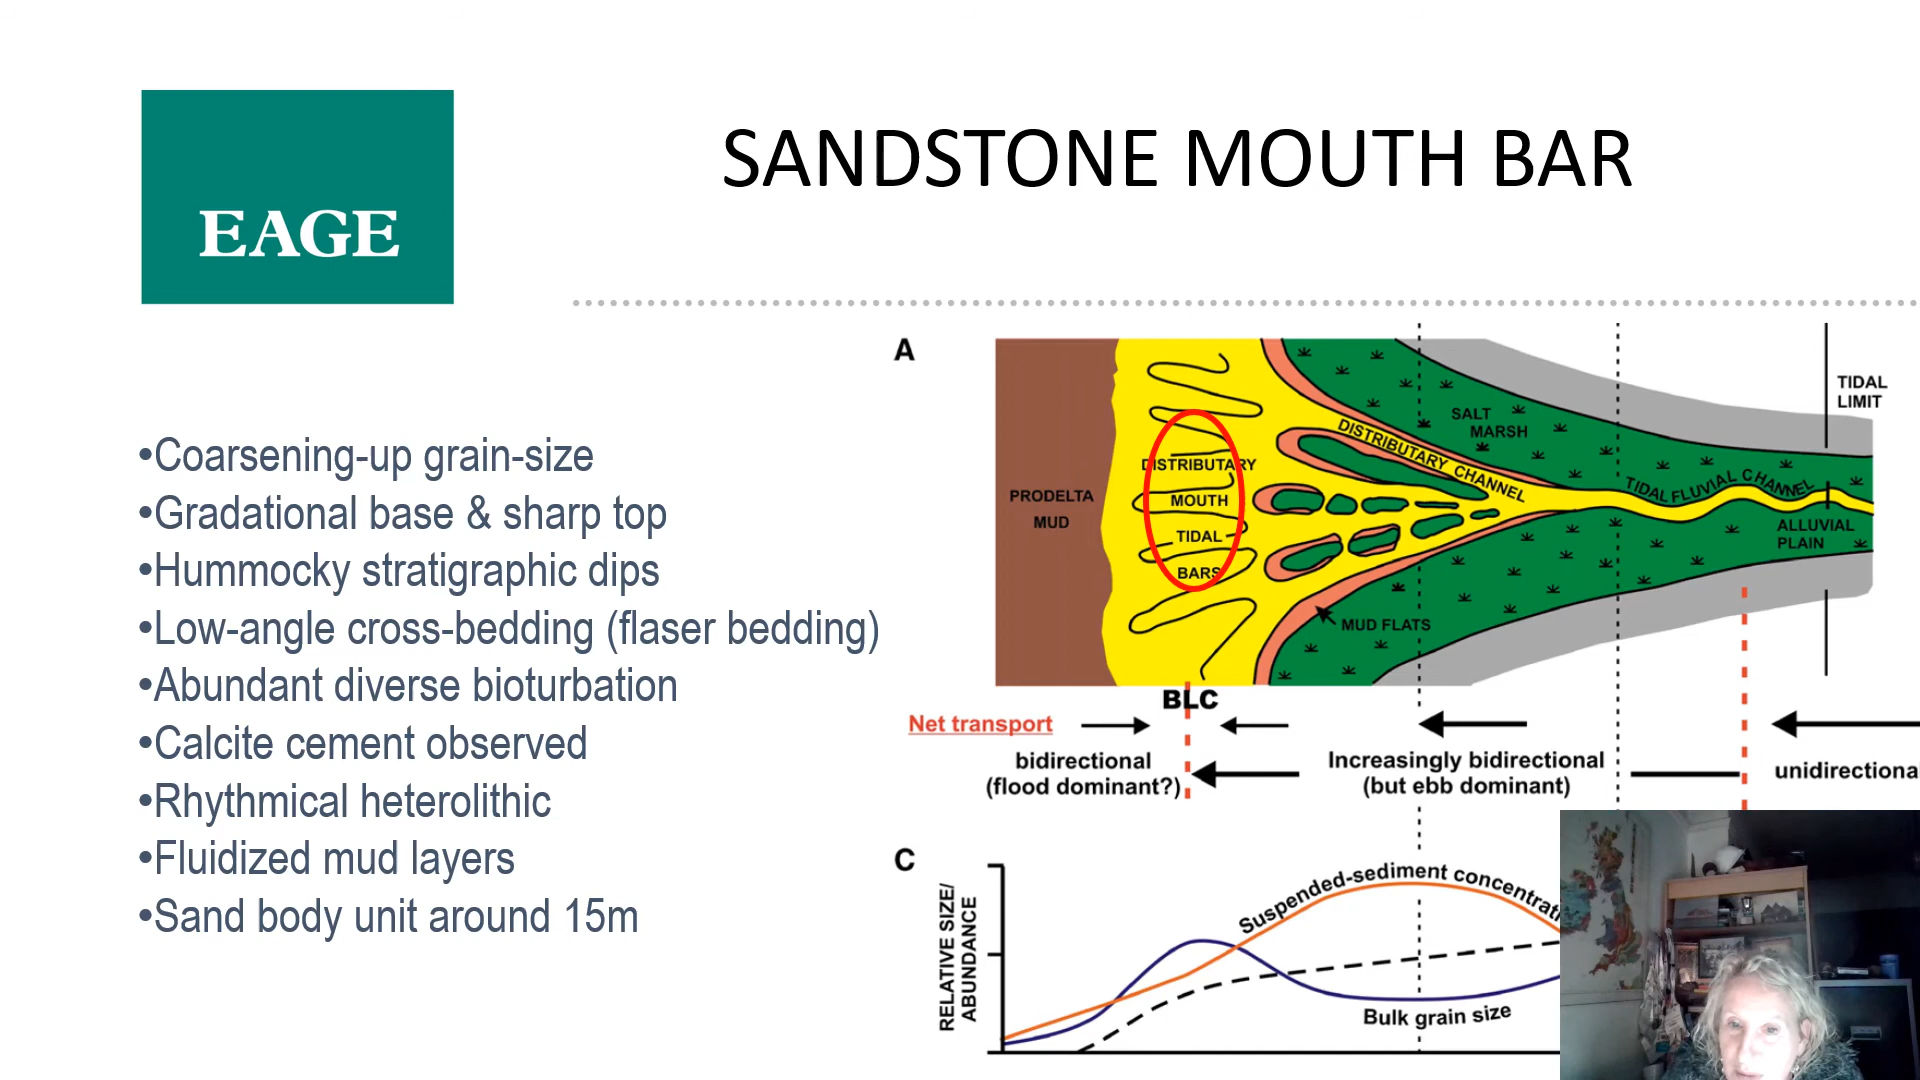 EAGE
SANDSTONE MOUTH BAR
•Coarsening-up grain-size
•Gradational base & sharp top
•Hummocky stratigraphic dips
•Low-angle cross-bedding (flaser bedding)
•Abundant diverse bioturbation
•Calcite cement observed
•Rhythmical heterolithic
•Fluidized mud layers
•Sand body unit around 15m
A
TIDAL
LIMIT
SALT
MARSH
DISTRIBUTARY CHANNEL
DISTRIBUTARY
MOUTH
TIDAL
BARS
PRODELTA
MUD
TIDAL FLUVIAL CHANNEL
ALLUVIAL
PLAIN
MUD FLATS
BLC
Net transport
bidirectional
(flood dominant?)
Increasingly bidirectional
(but ebb dominant)
unidirectional
C
RELATIVE SIZE/
ABUNDANCE
Suspended-sediment concentrati
Bulk grain size